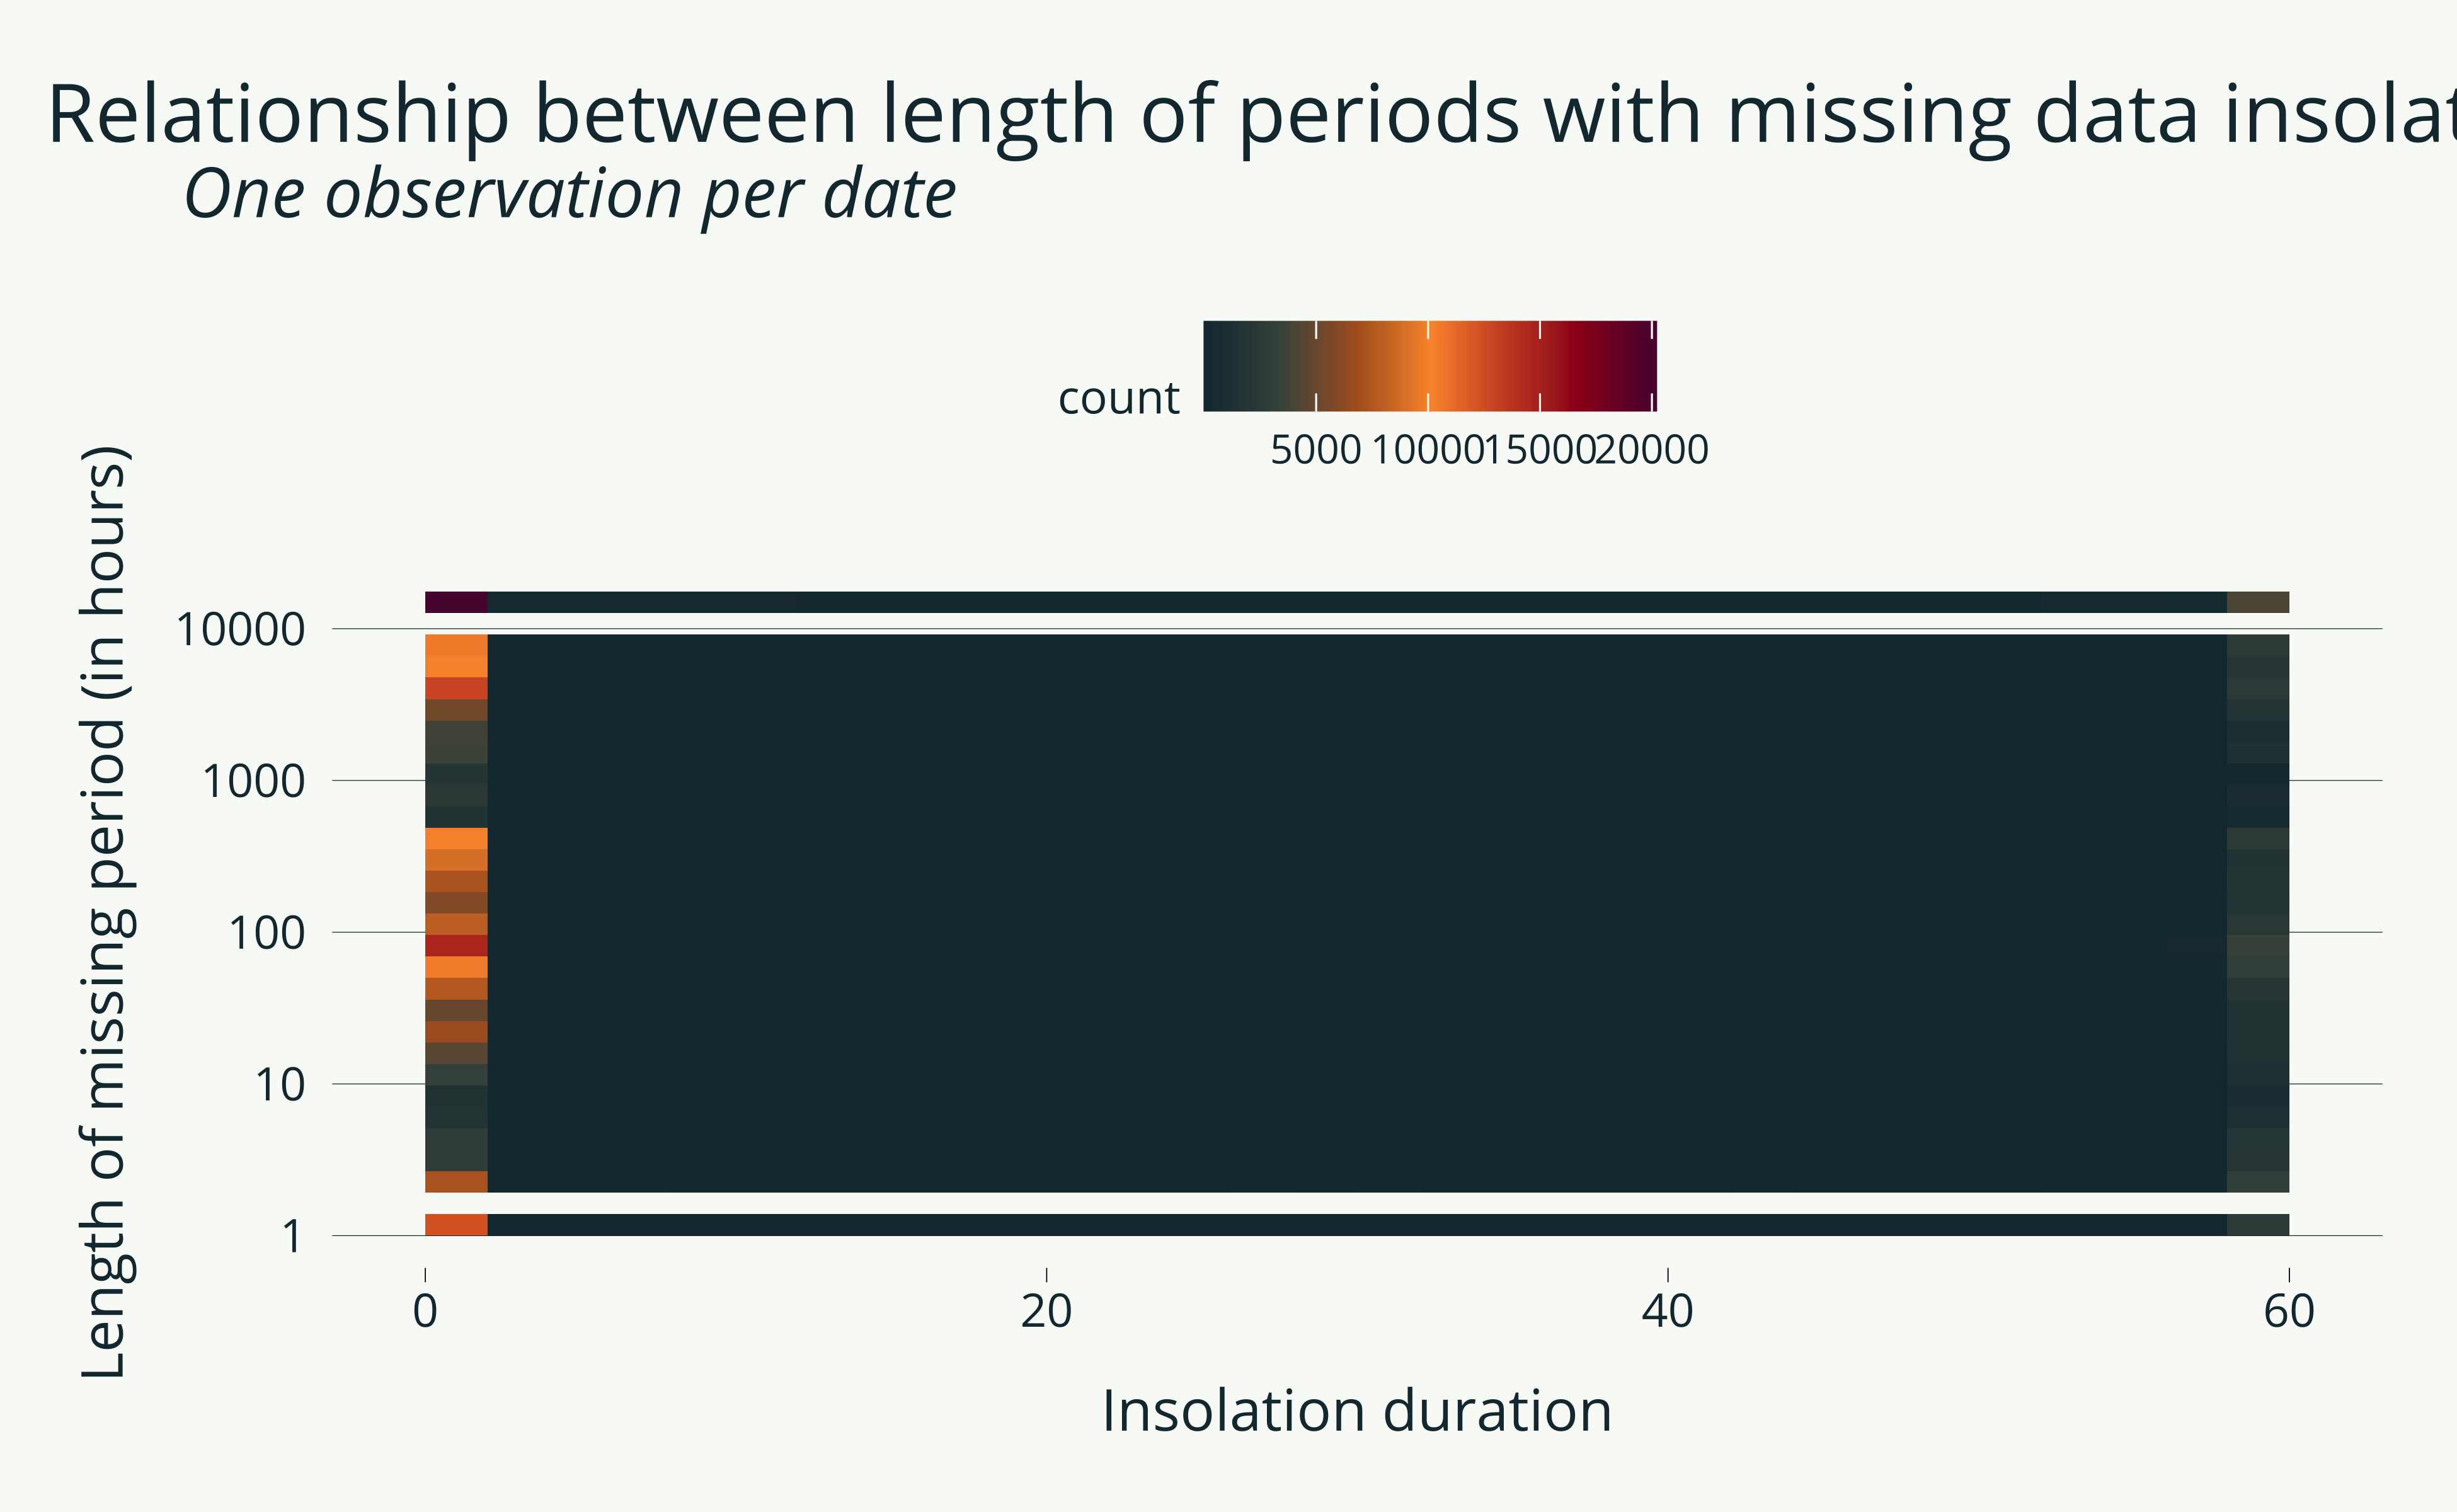 Relationship between length of periods with missing data insolat
One observation per date
count
5000 10000 15000 20000
Length of missing period (in hours)
10000
1000
100
10
1
0 20 40 60
Insolation duration